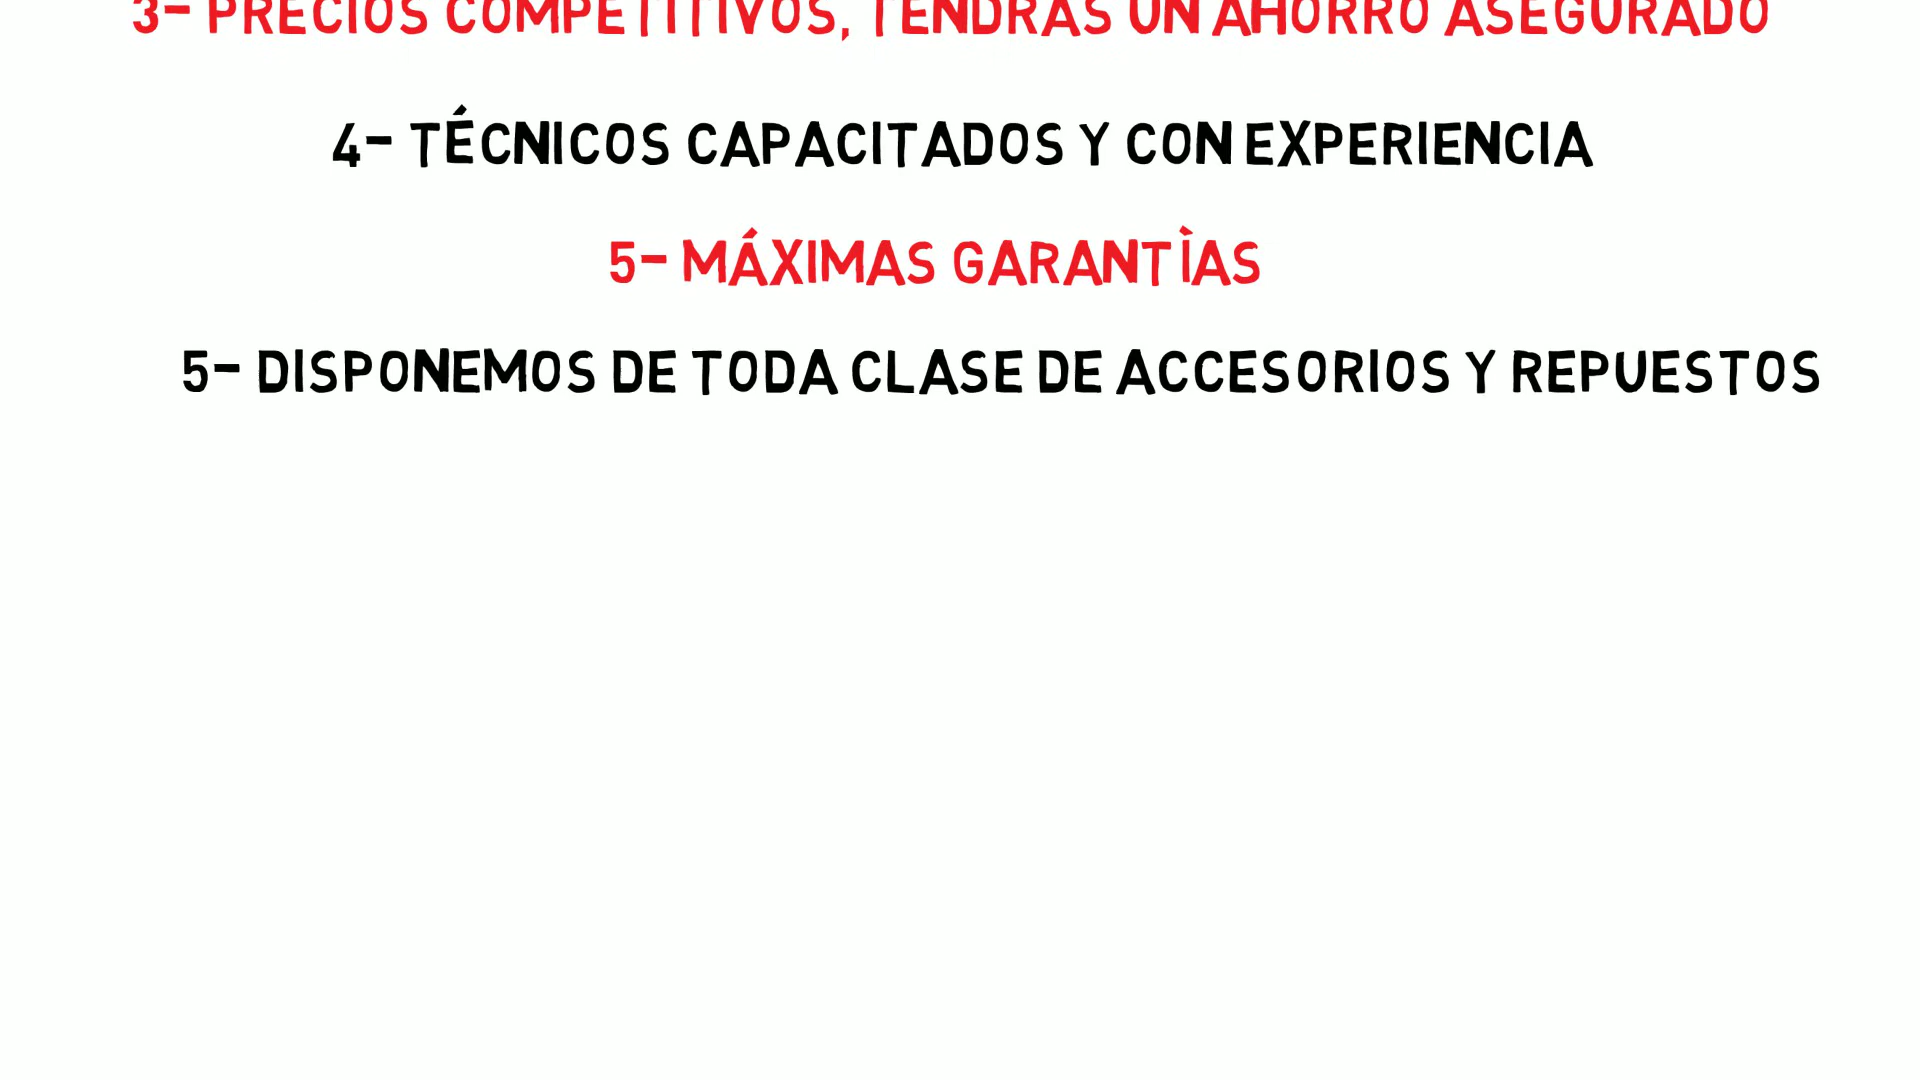 3- PRECIOS COMPETITIVOS, TENDRAS UN AHORRO ASEGURADO
4- TÉCNICOS CAPACITADOS Y CON EXPERIENCIA
5- MÁXIMAS GARANTÌAS
5- DISPONEMOS DE TODA CLASE DE ACCESORIOS Y REPUESTOS